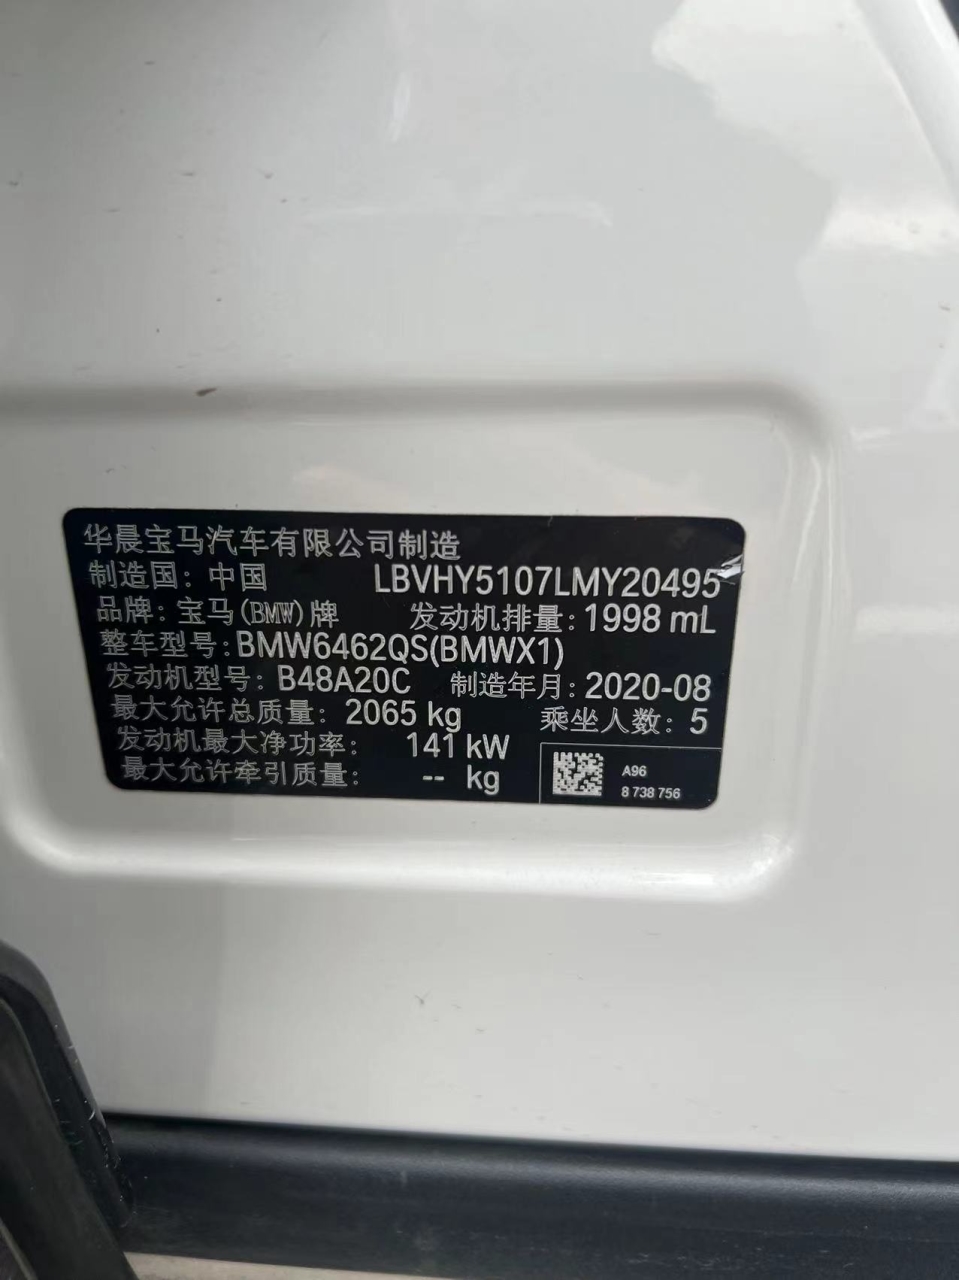 华晨宝马汽车有限公司制造
制造国: 中国 LBVHY5107LMY20495
品牌: 宝马(BMW)牌 发动机排量: 1998 mL
整车型号:BMW6462QS(BMWX1)
发动机型号: B48A20C 制造年月: 2020-08
最大允许总质量: 2065 kg 乘坐人数: 5
发动机最大净功率: 141 kW
最大允许牵引质量: -- kg
A96
8 738 756